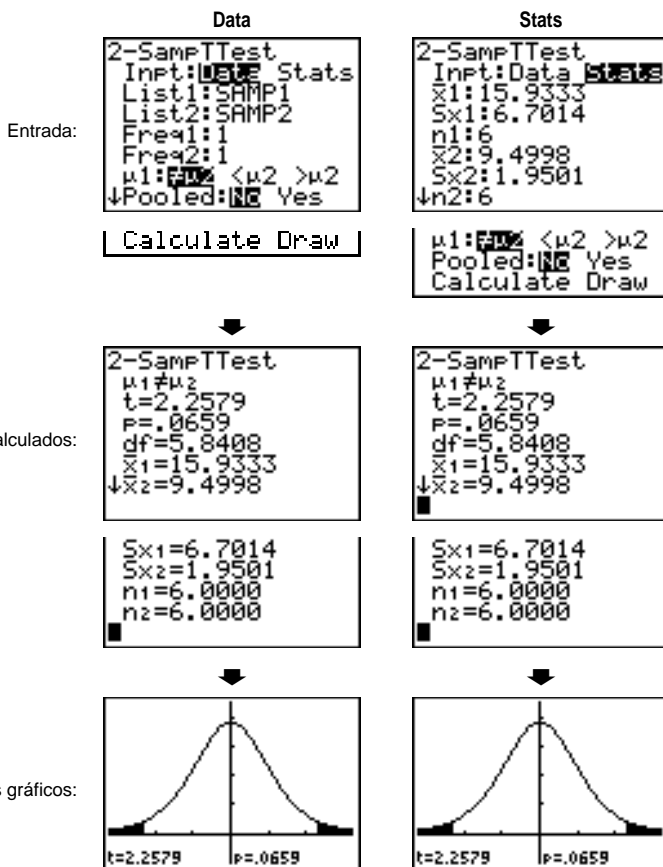 Data
Stats
Entrada:
2-SampTTest
Inpt:Data Stats
List1:SAMP1
List2:SAMP2
Freq1:1
Freq2:1
μ1:≠μ2 <μ2 >μ2
↓Pooled:No Yes
Calculate Draw
2-SampTTest
Inpt:Data Stats
x̄1:15.9333
Sx1:6.7014
n1:6
x̄2:9.4998
Sx2:1.9501
↓n2:6
μ1:≠μ2 <μ2 >μ2
Pooled:No Yes
Calculate Draw
alculados:
2-SampTTest
μ1≠μ2
t=2.2579
p=.0659
df=5.8408
x̄1=15.9333
↓x̄2=9.4998
Sx1=6.7014
Sx2=1.9501
n1=6.0000
n2=6.0000
2-SampTTest
μ1≠μ2
t=2.2579
p=.0659
df=5.8408
x̄1=15.9333
↓x̄2=9.4998
Sx1=6.7014
Sx2=1.9501
n1=6.0000
n2=6.0000
s gráficos:
t=2.2579 p=.0659
t=2.2579 p=.0659